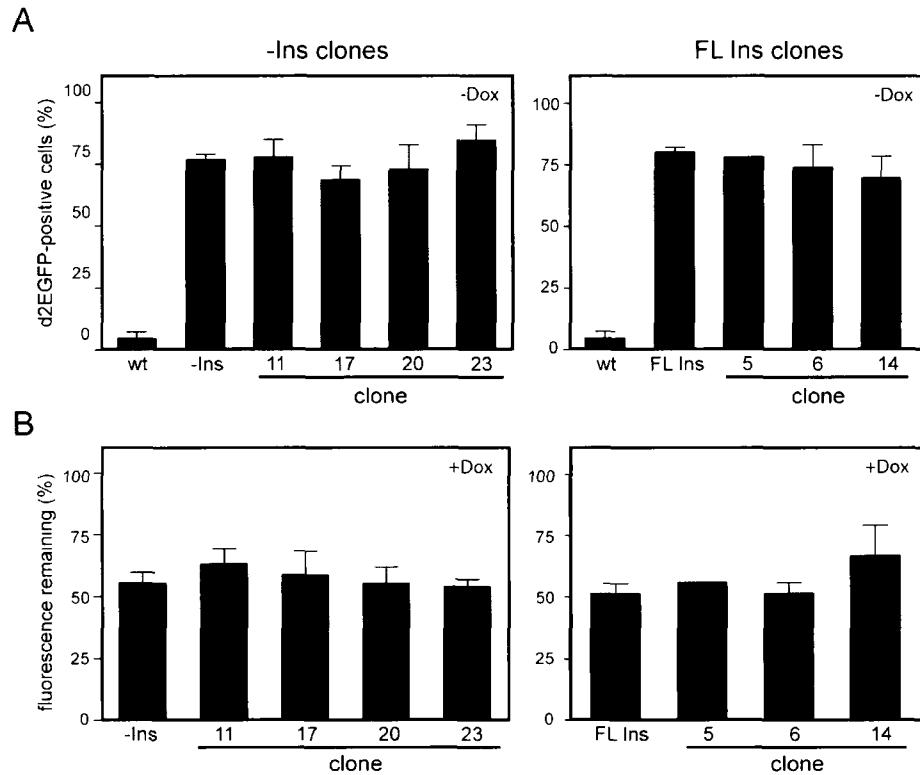 A
-Ins clones
FL Ins clones
d2EGFP-positive cells (%)
100
75
50
25
0
-Dox
wt
-Ins
11
17
20
23
clone
100
75
50
25
0
-Dox
wt
FL Ins
5
6
14
clone
B
fluorescence remaining (%)
100
75
50
25
0
+Dox
-Ins
11
17
20
23
clone
100
75
50
25
0
+Dox
FL Ins
5
6
14
clone